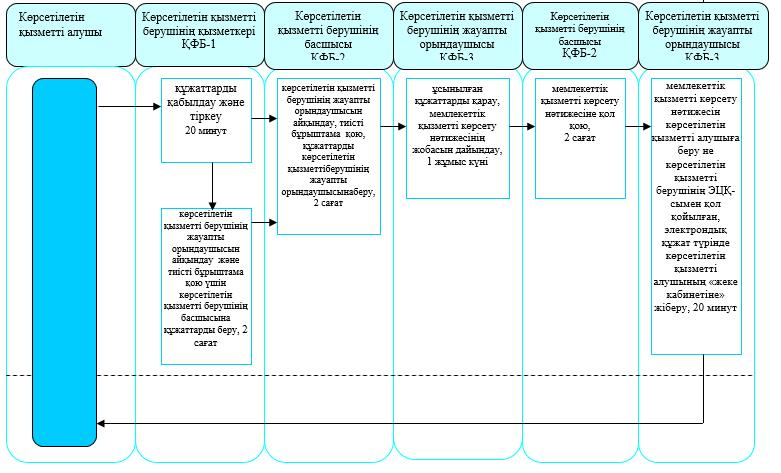 Көрсетілетін
қызметті алушы
Көрсетілетін қызметті
берушінің қызметкері
ҚФБ-1
Көрсетілетін
қызметті берушінің
басшысы
ҚФБ-2
Көрсетілетін қызметті
берушінің жауапты
орындаушысы
ҚФБ-3
Көрсетілетін
қызметті берушінің
басшысы
ҚФБ-2
Көрсетілетін қызметті
берушінің жауапты
орындаушысы
ҚФБ-3
құжаттарды
қабылдау және
тіркеу
20 минут
көрсетілетін
қызметті берушінің
жауапты
орындаушысын
айқындау және
тиісті бұрыштама
қою үшін
көрсетілетін
қызметті берушінің
басшысына
құжаттарды беру, 2
сағат
көрсетілетін қызметті
берушінің жауапты
орындаушысын
айқындау, тиісті
бұрыштама қою,
құжаттарды
көрсетілетін
қызметтіберушінің
жауапты
орындаушысынаберу,
2 сағат
ұсынылған
құжаттарды қарау,
мемлекеттік
қызметті көрсету
нәтижесінің
жобасын дайындау,
1 жұмыс күні
мемлекеттік
қызметті көрсету
нәтижесіне қол
қою,
2 сағат
мемлекеттік
қызметті көрсету
нәтижесін
көрсетілетін
қызметті алушыға
беру не
көрсетілетін
қызметті
берушінің ЭЦҚ-
сымен қол
қойылған,
электрондық
құжат түрінде
көрсетілетін
қызметті
алушының «жеке
кабинетіне»
жіберу, 20 минут